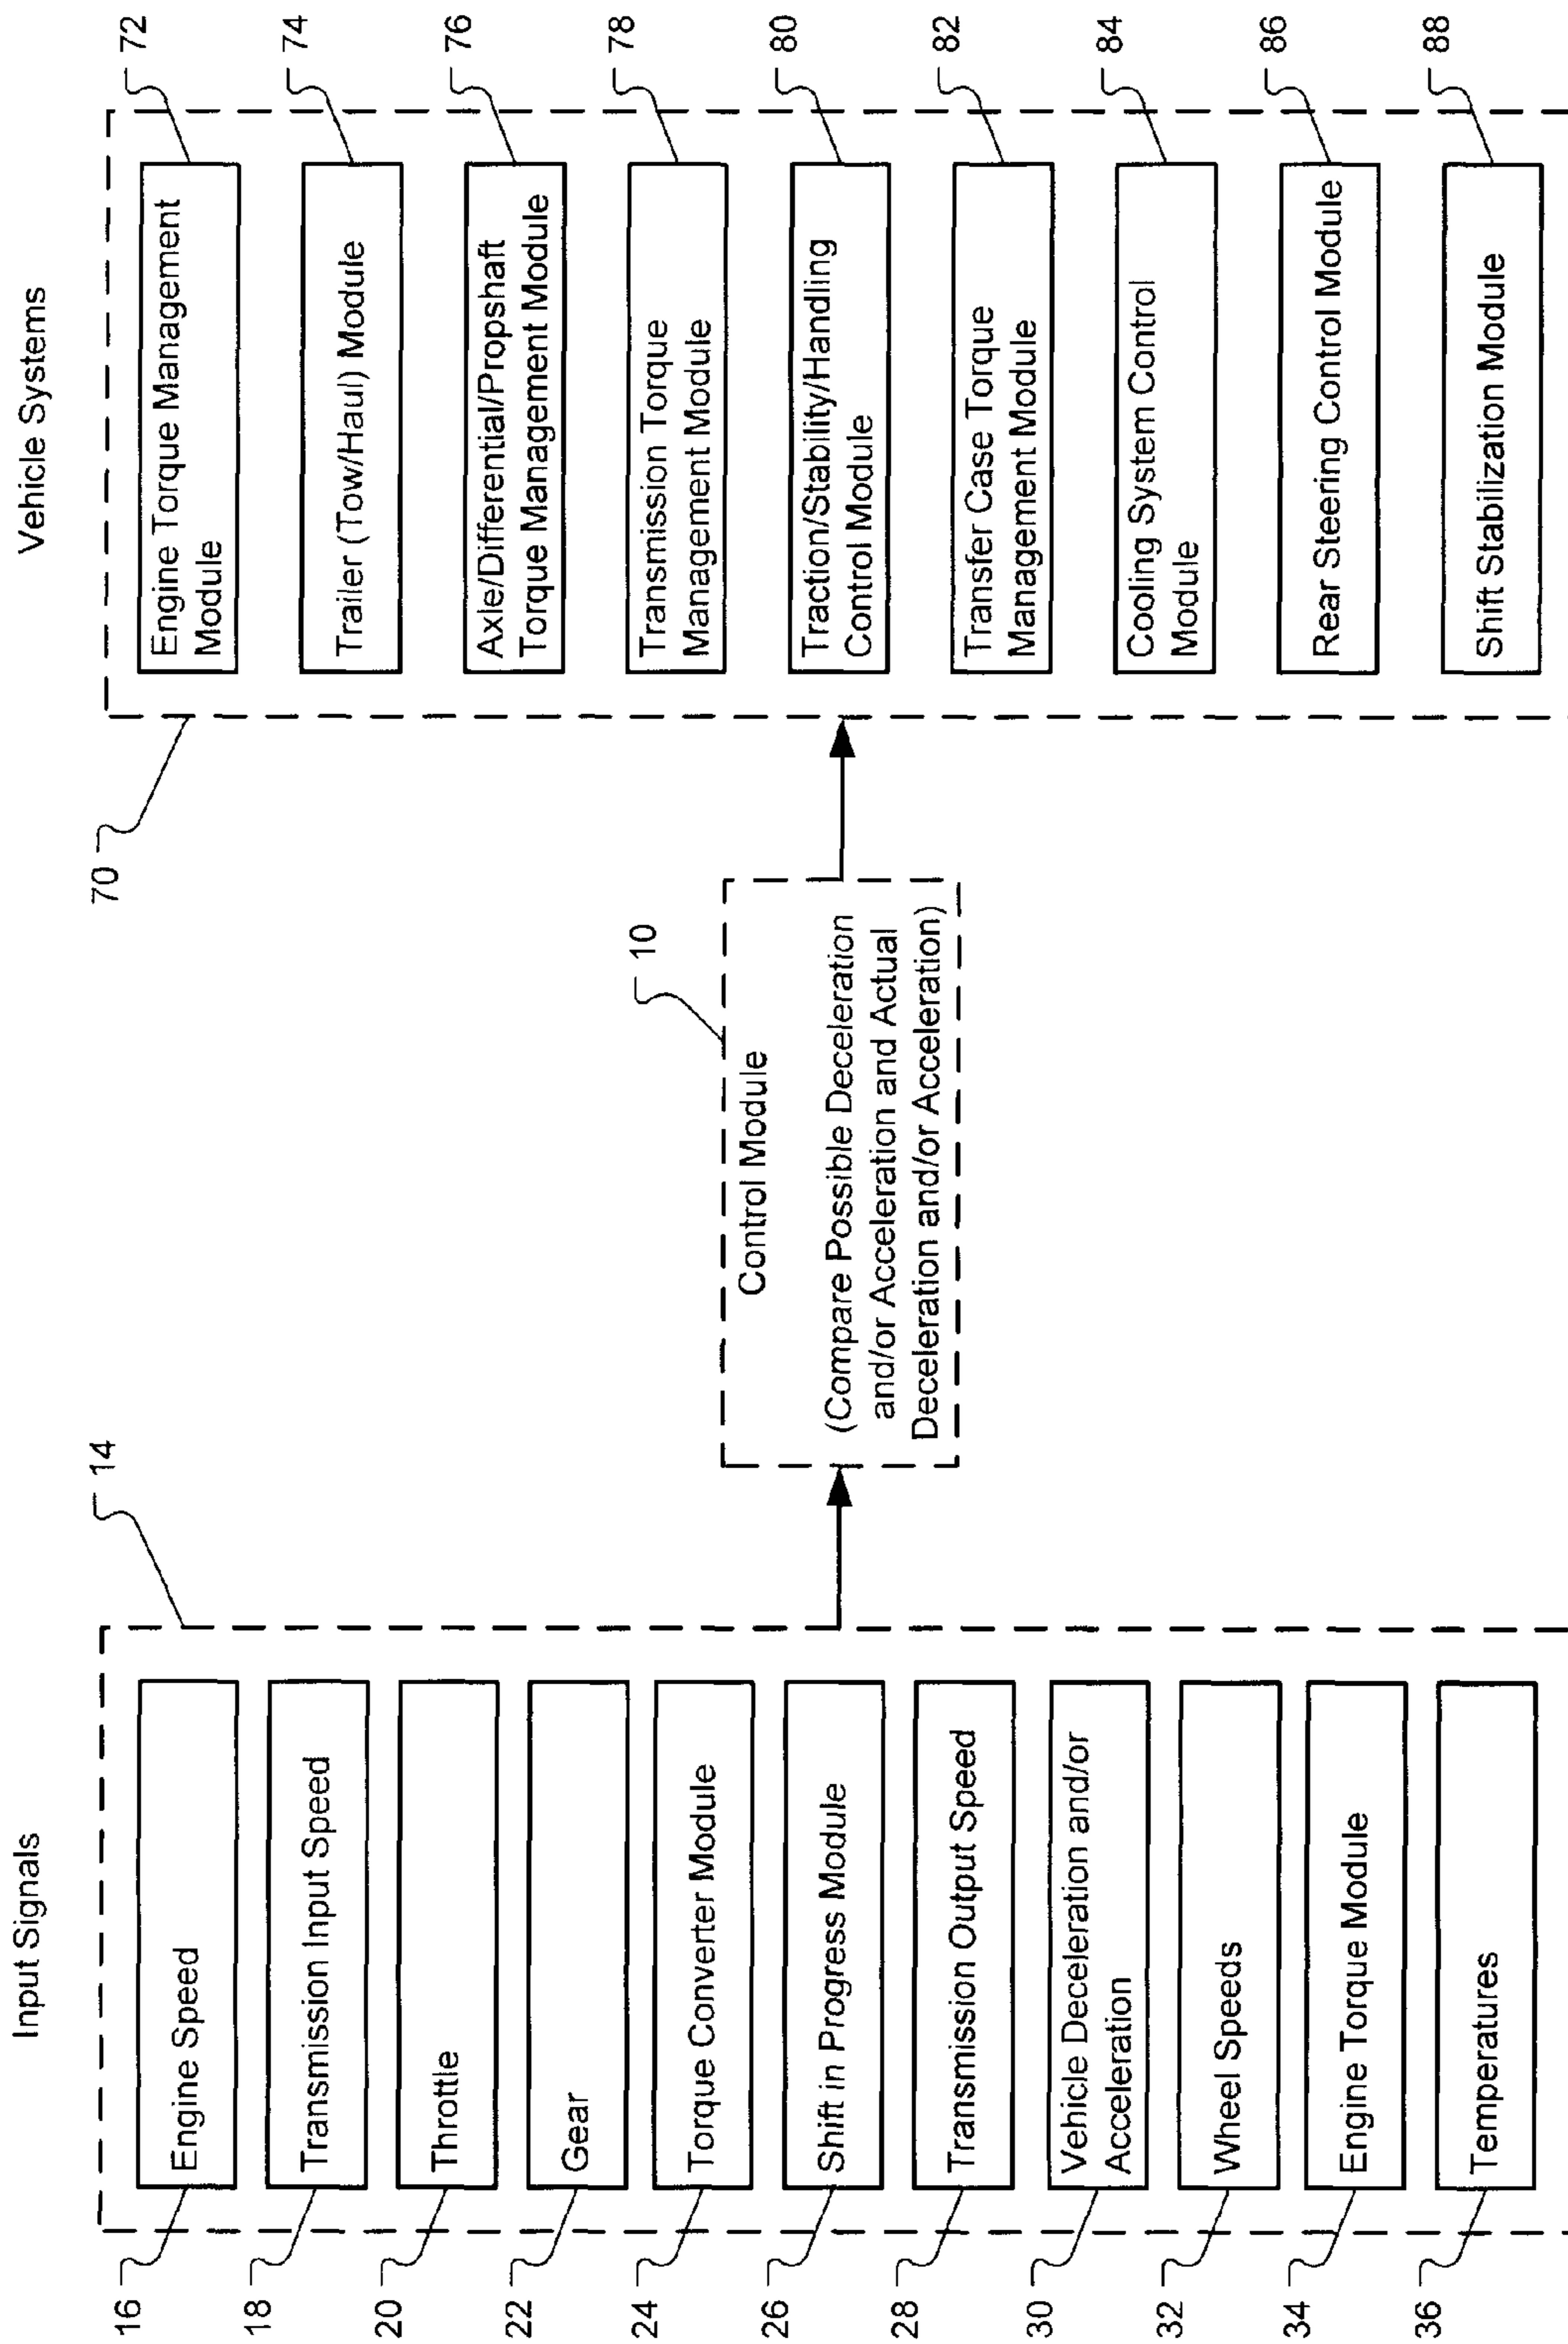 Input Signals
14
16
Engine Speed
18
Transmission Input Speed
20
Throttle
22
Gear
24
Torque Converter Module
26
Shift in Progress Module
28
Transmission Output Speed
30
Vehicle Deceleration and/or
Acceleration
32
Wheel Speeds
34
Engine Torque Module
36
Temperatures
10
Control Module
(Compare Possible Deceleration
and/or Acceleration and Actual
Deceleration and/or Acceleration)
Vehicle Systems
70
Engine Torque Management
Module
72
Trailer (Tow/Haul) Module
74
Axle/Differential/Propshaft
Torque Management Module
76
Transmission Torque
Management Module
78
Traction/Stability/Handling
Control Module
80
Transfer Case Torque
Management Module
82
Cooling System Control
Module
84
Rear Steering Control Module
86
Shift Stabilization Module
88